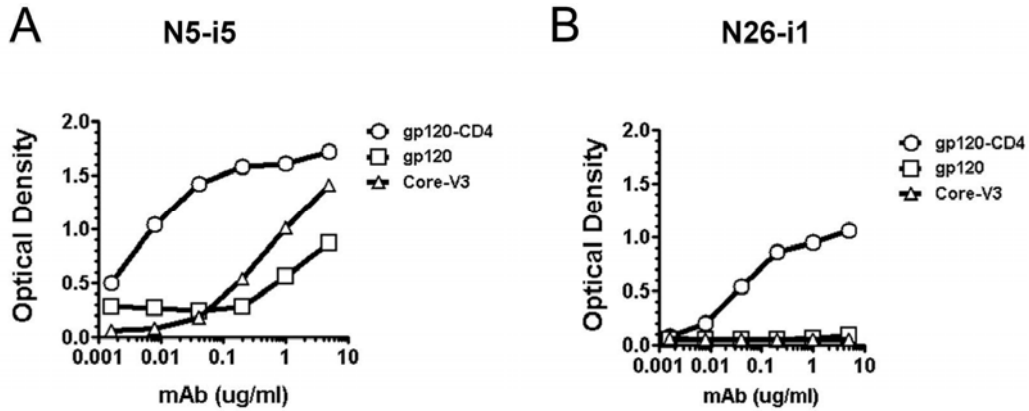 A
N5-i5
Optical Density
2.0
1.5
1.0
0.5
0.0
0.001
0.01
0.1
1
10
mAb (ug/ml)
gp120-CD4
gp120
Core-V3
B
N26-i1
Optical Density
2.0
1.5
1.0
0.5
0.0
0.001
0.01
0.1
1
10
mAb (ug/ml)
gp120-CD4
gp120
Core-V3